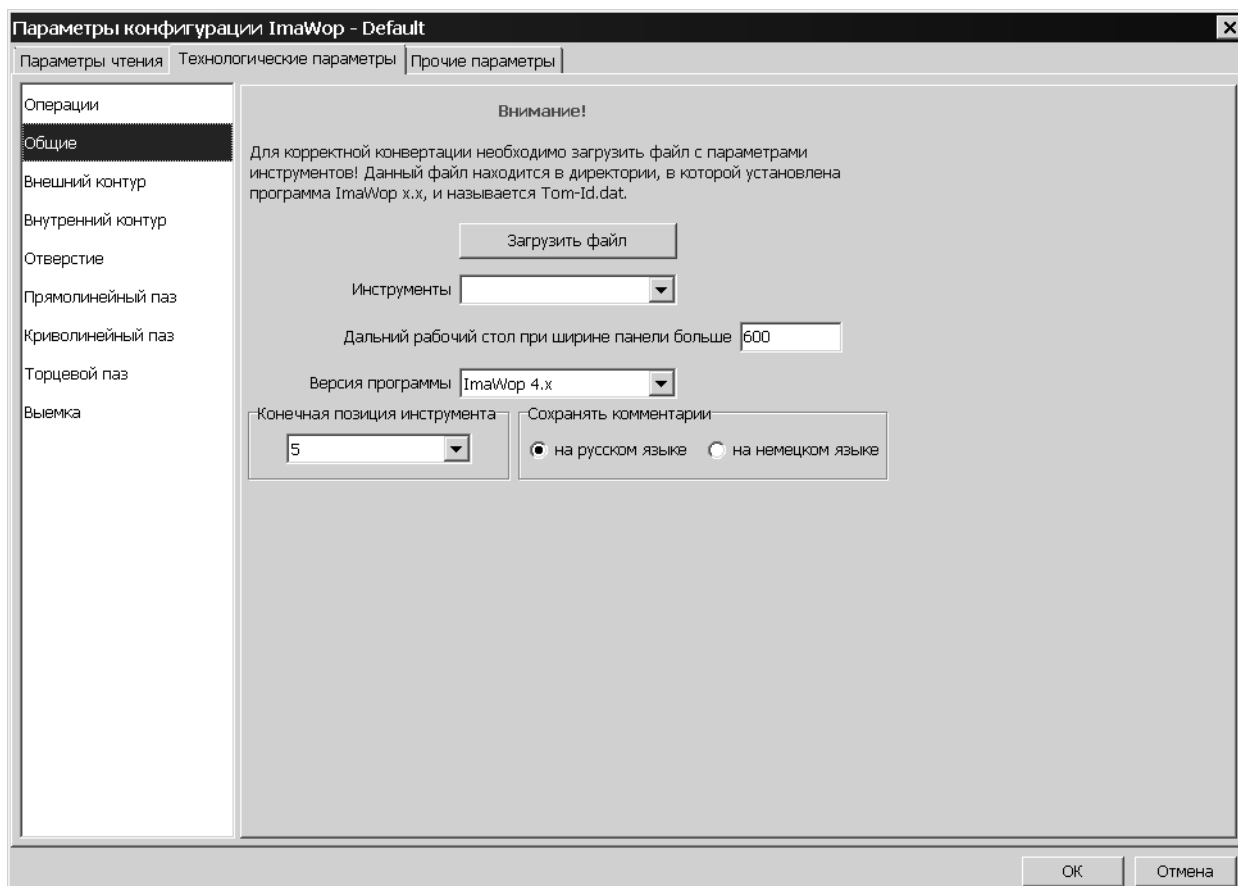 Параметры конфигурации ImaWop - Default
Параметры чтения Технологические параметры Прочие параметры
Операции
Общие
Внешний контур
Внутренний контур
Отверстие
Прямолинейный паз
Криволинейный паз
Торцевой паз
Выемка
Внимание!
Для корректной конвертации необходимо загрузить файл с параметрами
инструментов! Данный файл находится в директории, в которой установлена
программа ImaWop x.x, и называется Tom-Id.dat.
Загрузить файл
Инструменты
Дальний рабочий стол при ширине панели больше 600
Версия программы ImaWop 4.x
Конечная позиция инструмента
5
Сохранять комментарии
на русском языке на немецком языке
ОК Отмена